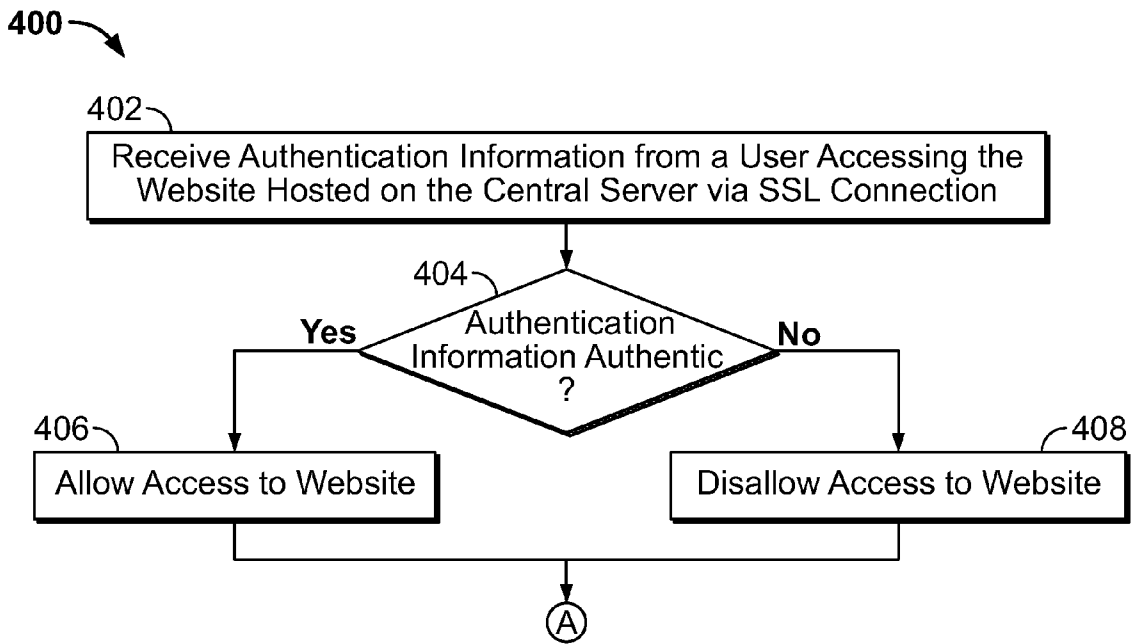 400
402
Receive Authentication Information from a User Accessing the
Website Hosted on the Central Server via SSL Connection
404
Authentication
Information Authentic
?
Yes
No
406
Allow Access to Website
408
Disallow Access to Website
A